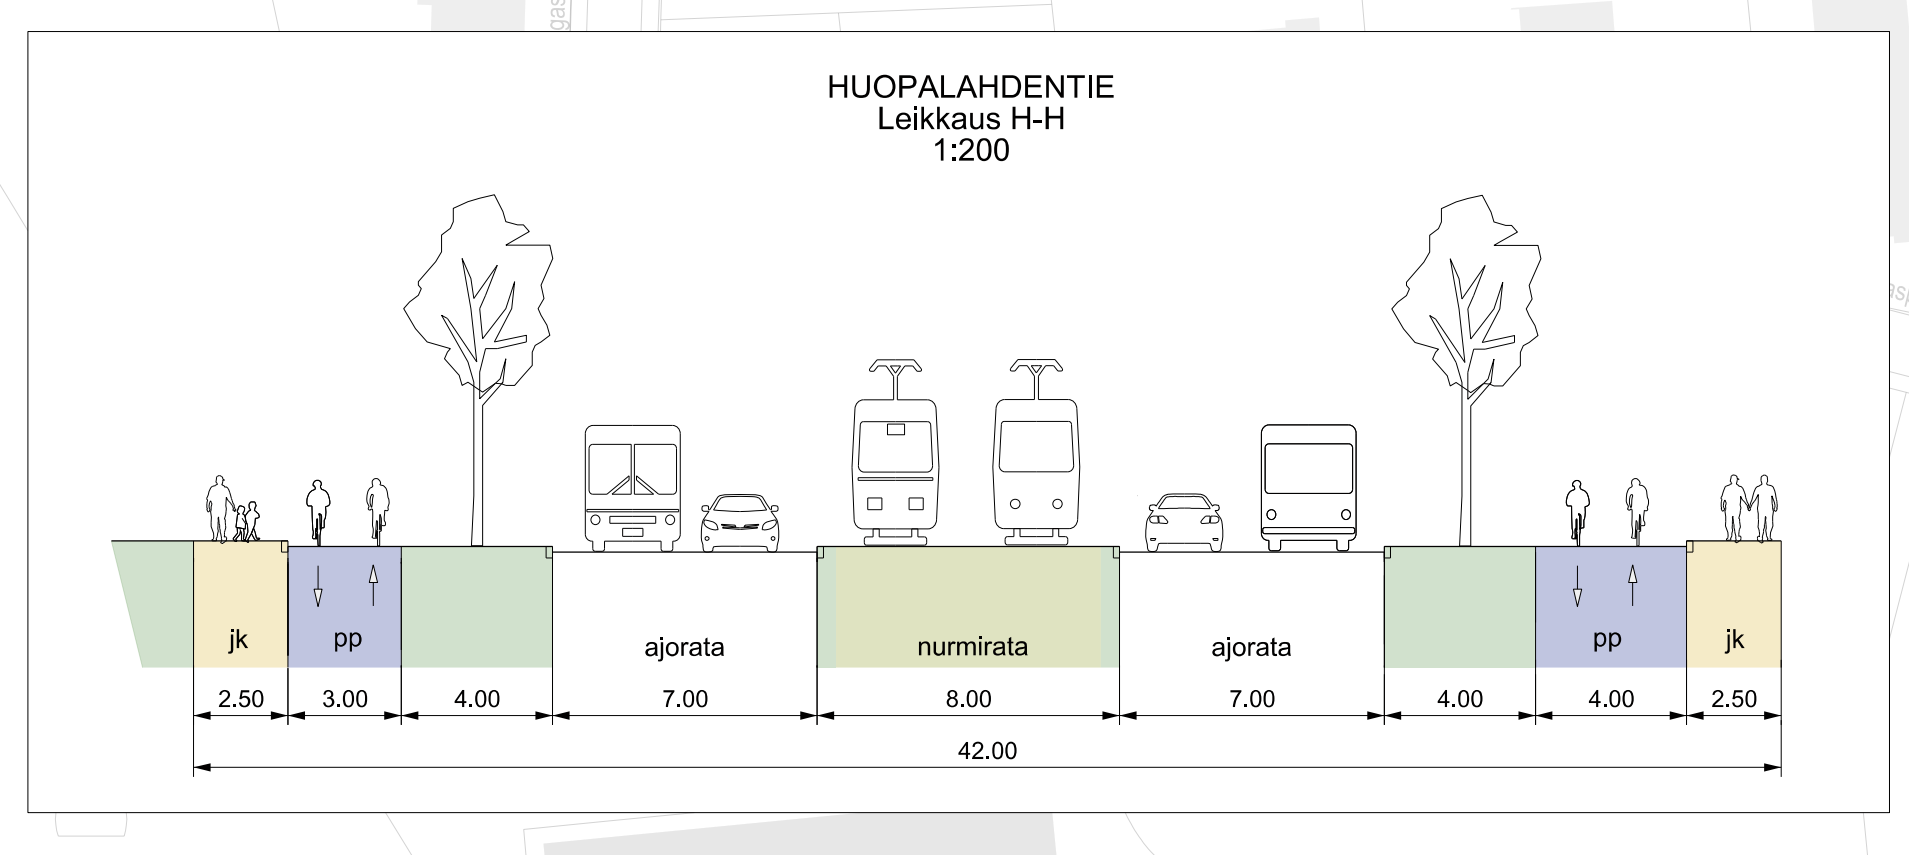 HUOPALAHDENTIE
Leikkaus H-H
1:200
jk pp ajorata nurmirata ajorata pp jk
2.50 3.00 4.00 7.00 8.00 7.00 4.00 4.00 2.50
42.00